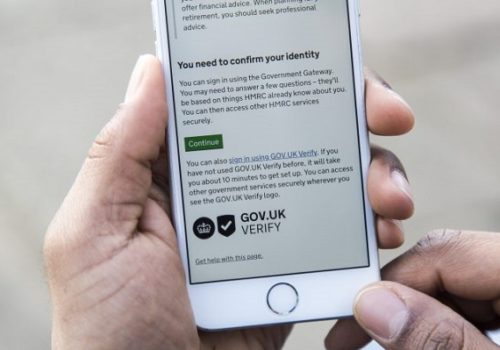 offer financial advice. When planning for
retirement, you should seek professional
advice.
You need to confirm your identity
You can sign in using the Government Gateway.
You may need to answer a few questions – they'll
be based on things HMRC already know about you.
You can then access other HMRC services
securely.
Continue
You can also sign in using GOV.UK Verify. If you
have not used GOV.UK Verify before, it will take
you about 10 minutes to get set up. You can access
other government services securely wherever you
see the GOV.UK Verify logo.
GOV.UK
VERIFY
Get help with this page.